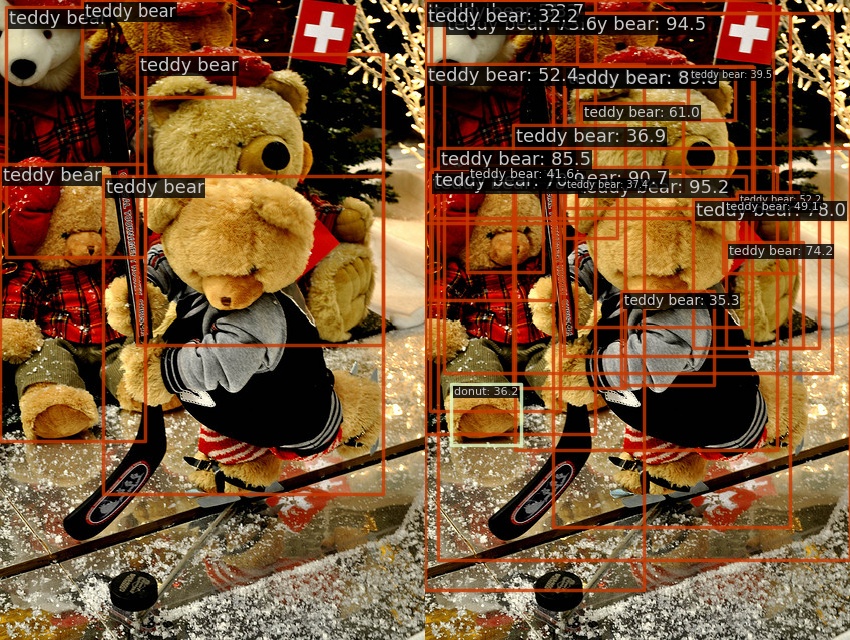 teddy bear
teddy bear
teddy bear
teddy bear
teddy bear
teddy bear: 32.2
y bear: 94.5
teddy bear: 52.4
teddy bear: 39.5
teddy bear: 61.0
teddy bear: 36.9
teddy bear: 85.5
teddy bear: 41.6
teddy bear: 37.4
: 90.7
teddy bear: 95.2
teddy bear: 52.2
teddy bear: 49.1
teddy bear: 78.0
teddy bear: 74.2
teddy bear: 35.3
donut: 36.2